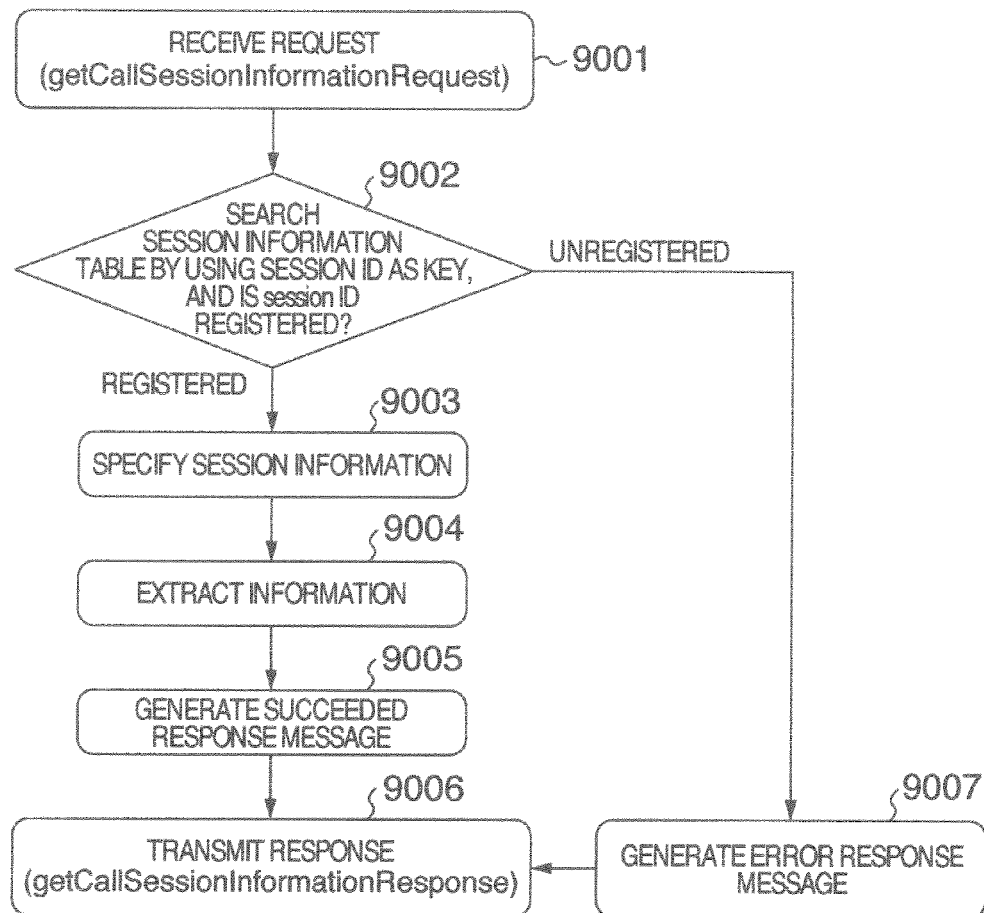 RECEIVE REQUEST
(getCallSessionInformationRequest)
9001
9002
SEARCH
SESSION INFORMATION
TABLE BY USING SESSION ID AS KEY,
AND IS session ID
REGISTERED?
UNREGISTERED
REGISTERED
9003
SPECIFY SESSION INFORMATION
9004
EXTRACT INFORMATION
9005
GENERATE SUCCEEDED
RESPONSE MESSAGE
9006
TRANSMIT RESPONSE
(getCallSessionInformationResponse)
9007
GENERATE ERROR RESPONSE
MESSAGE